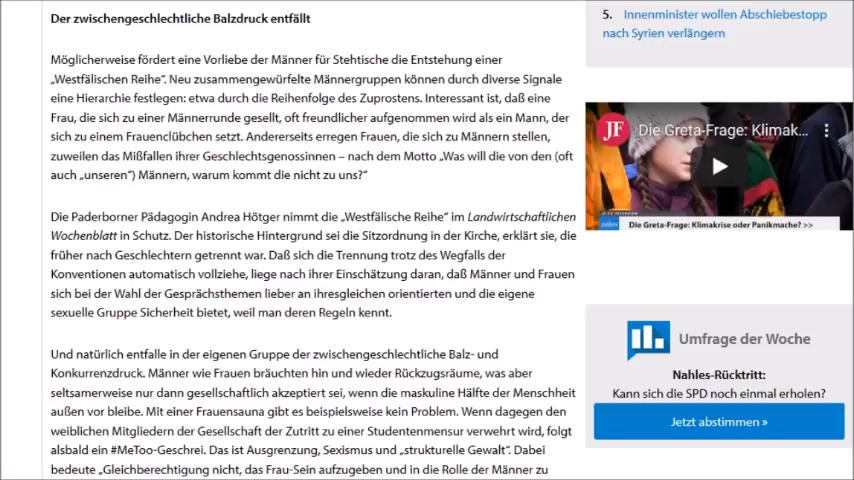 Der zwischengeschlechtliche Balzdruck entfällt
Möglicherweise fördert eine Vorliebe der Männer für Stehtische die Entstehung einer
„Westfälischen Reihe“. Neu zusammengewürfelte Männergruppen können durch diverse Signale
eine Hierarchie festlegen: etwa durch die Reihenfolge des Zuprostens. Interessant ist, daß eine
Frau, die sich zu einer Männerrunde gesellt, oft freundlicher aufgenommen wird als ein Mann, der
sich zu einem Frauenclübchen setzt. Andererseits erregen Frauen, die sich zu Männern stellen,
zuweilen das Mißfallen ihrer Geschlechtsgenossinnen – nach dem Motto „Was will die von den (oft
auch „unseren“) Männern, warum kommt die nicht zu uns?“
Die Paderborner Pädagogin Andrea Hötger nimmt die „Westfälische Reihe“ im Landwirtschaftlichen
Wochenblatt in Schutz. Der historische Hintergrund sei die Sitzordnung in der Kirche, erklärt sie, die
früher nach Geschlechtern getrennt war. Daß sich die Trennung trotz des Wegfalls der
Konventionen automatisch vollziehe, liege nach ihrer Einschätzung daran, daß Männer und Frauen
sich bei der Wahl der Gesprächsthemen lieber an ihresgleichen orientierten und die eigene
sexuelle Gruppe Sicherheit bietet, weil man deren Regeln kennt.
Und natürlich entfalle in der eigenen Gruppe der zwischengeschlechtliche Balz- und
Konkurrenzdruck. Männer wie Frauen bräuchten hin und wieder Rückzugsräume, was aber
seltsamerweise nur dann gesellschaftlich akzeptiert sei, wenn die maskuline Hälfte der Menschheit
außen vor bleibe. Mit einer Frauensauna gibt es beispielsweise kein Problem. Wenn dagegen den
weiblichen Mitgliedern der Gesellschaft der Zutritt zu einer Studentenmensur verwehrt wird, folgt
alsbald ein #MeToo-Geschrei. Das ist Ausgrenzung, Sexismus und „strukturelle Gewalt“. Dabei
bedeute „Gleichberechtigung nicht, das Frau-Sein aufzugeben und in die Rolle der Männer zu
5. Innenminister wollen Abschiebestopp
nach Syrien verlängern
JF Die Greta-Frage: Klimak...
JF-TV INTERVIEW
Die Greta-Frage: Klimakrise oder Panikmache? >>
Umfrage der Woche
Nahles-Rücktritt:
Kann sich die SPD noch einmal erholen?
Jetzt abstimmen »